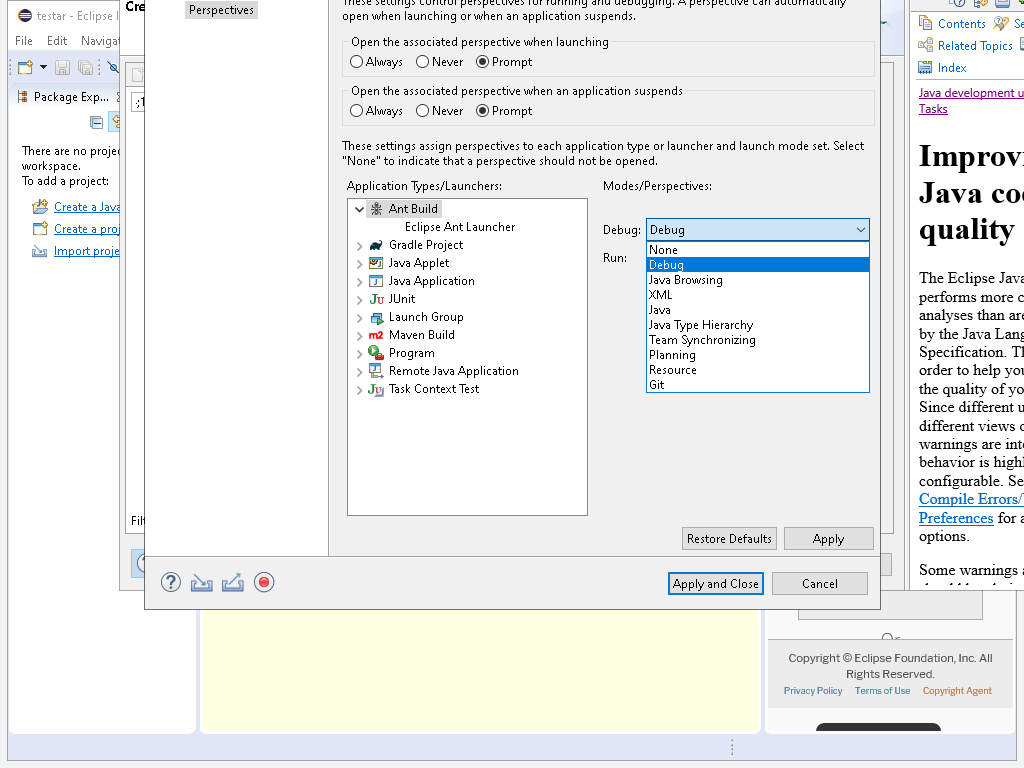 testar - Eclipse I
File Edit Navigat
Package Exp...
There are no proje
workspace.
To add a project:
Create a Java
Create a proj
Import proje
Cre
Filt
Perspectives
These settings control perspectives for running and debugging. A perspective can automatically
open when launching or when an application suspends.
Open the associated perspective when launching
Always Never Prompt
Open the associated perspective when an application suspends
Always Never Prompt
These settings assign perspectives to each application type or launcher and launch mode set. Select
"None" to indicate that a perspective should not be opened.
Application Types/Launchers:
Ant Build
Eclipse Ant Launcher
Gradle Project
Java Applet
Java Application
JUnit
Launch Group
Maven Build
Program
Remote Java Application
Task Context Test
Modes/Perspectives:
Debug: Debug
Run:
None
Debug
Java Browsing
XML
Java
Java Type Hierarchy
Team Synchronizing
Planning
Resource
Git
Restore Defaults Apply
Apply and Close Cancel
Contents Se
Related Topics
Index
Java development u
Tasks
Improvi
Java co
quality
The Eclipse Java
performs more c
analyses than are
by the Java Lang
Specification. Th
order to help you
the quality of yo
Since different u
different views o
warnings are inte
behavior is highl
configurable. Se
Compile Errors/
Preferences for a
options.
Some warnings a
Or
Copyright © Eclipse Foundation, Inc. All
Rights Reserved.
Privacy Policy Terms of Use Copyright Agent